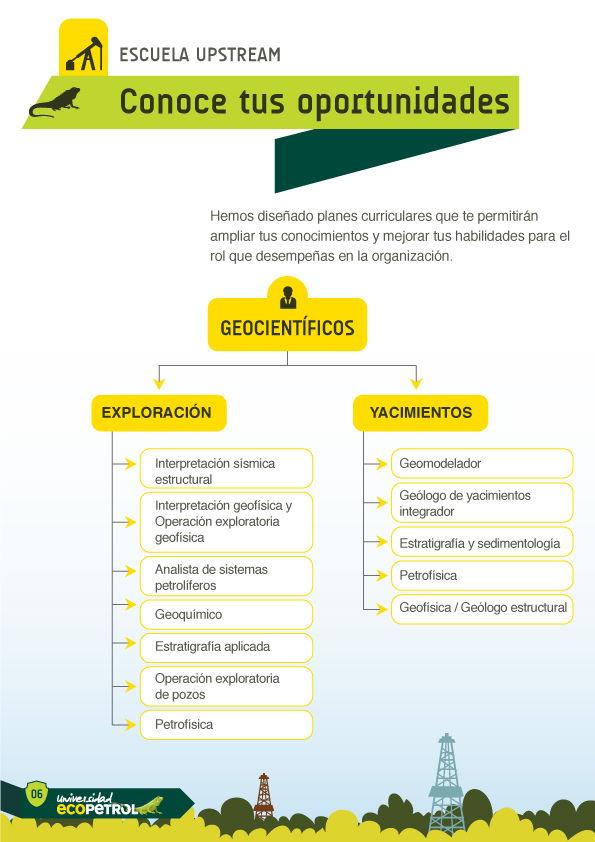 ESCUELA UPSTREAM
Conoce tus oportunidades
Hemos diseñado planes curriculares que te permitirán
ampliar tus conocimientos y mejorar tus habilidades para el
rol que desempeñas en la organización.
GEOCIENTÍFICOS
EXPLORACIÓN
Interpretación sísmica
estructural
Interpretación geofísica y
Operación exploratoria
geofísica
Analista de sistemas
petrolíferos
Geoquímico
Estratigrafía aplicada
Operación exploratoria
de pozos
Petrofísica
YACIMIENTOS
Geomodelador
Geólogo de yacimientos
integrador
Estratigrafía y sedimentología
Petrofísica
Geofísica / Geólogo estructural
06
universidad
ecoPETROL